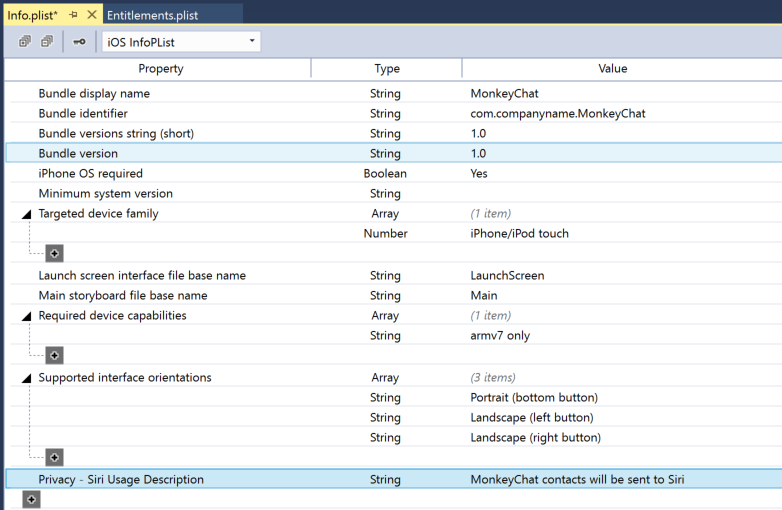 Info.plist* Entitlements.plist
iOS InfoPList
Property Type Value
Bundle display name String MonkeyChat
Bundle identifier String com.companyname.MonkeyChat
Bundle versions string (short) String 1.0
Bundle version String 1.0
iPhone OS required Boolean Yes
Minimum system version String
Targeted device family Array (1 item)
Number iPhone/iPod touch
Launch screen interface file base name String LaunchScreen
Main storyboard file base name String Main
Required device capabilities Array (1 item)
String armv7 only
Supported interface orientations Array (3 items)
String Portrait (bottom button)
String Landscape (left button)
String Landscape (right button)
Privacy - Siri Usage Description String MonkeyChat contacts will be sent to Siri